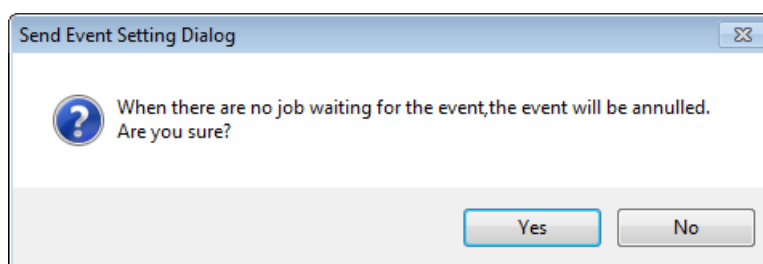 Send Event Setting Dialog
When there are no job waiting for the event,the event will be annulled.
Are you sure?
Yes
No